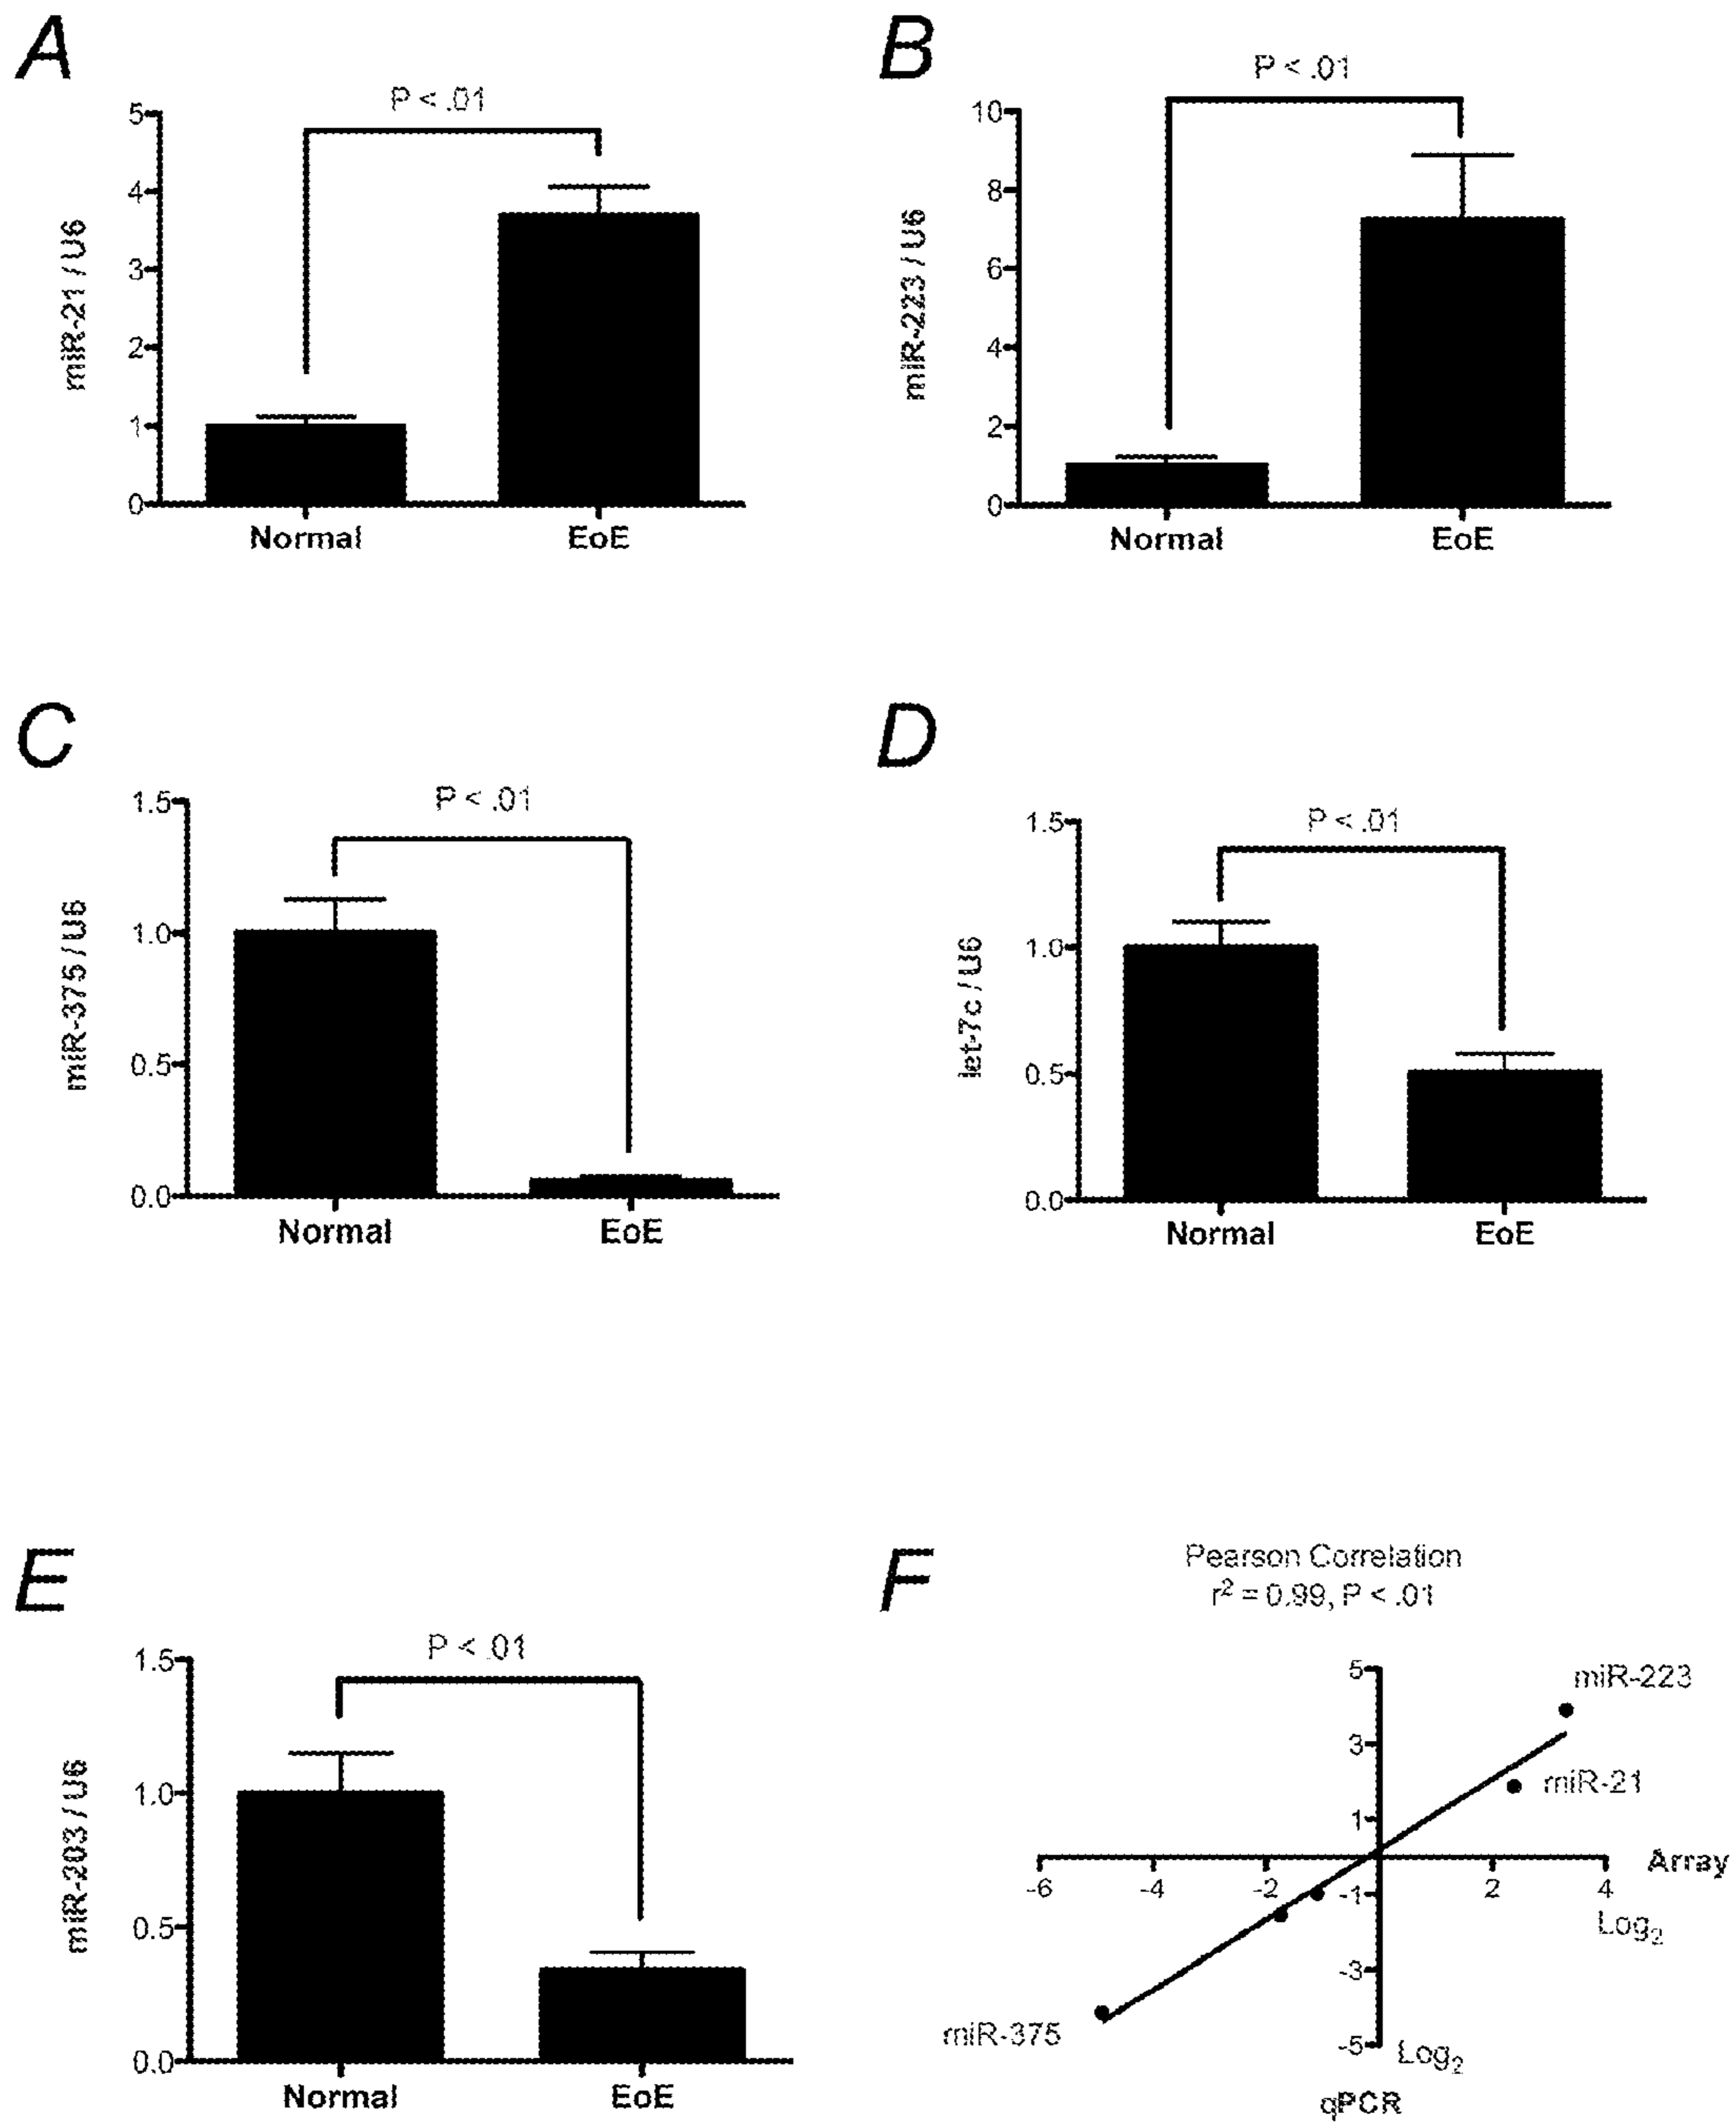 A
P < .01
5
4
3
2
1
0
miR-21 / U6
Normal
EoE
B
P < .01
10
8
6
4
2
0
miR-223 / U6
Normal
EoE
C
P < .01
1.5
1.0
0.5
0.0
miR-375 / U6
Normal
EoE
D
P < .01
1.5
1.0
0.5
0.0
let-7c / U6
Normal
EoE
E
P < .01
1.5
1.0
0.5
0.0
miR-203 / U6
Normal
EoE
F
Pearson Correlation
r² = 0.99, P < .01
5
miR-223
3
miR-21
1
Array
-6
-4
-2
-1
2
4
Log₂
-3
miR-375
-5
Log₂
qPCR